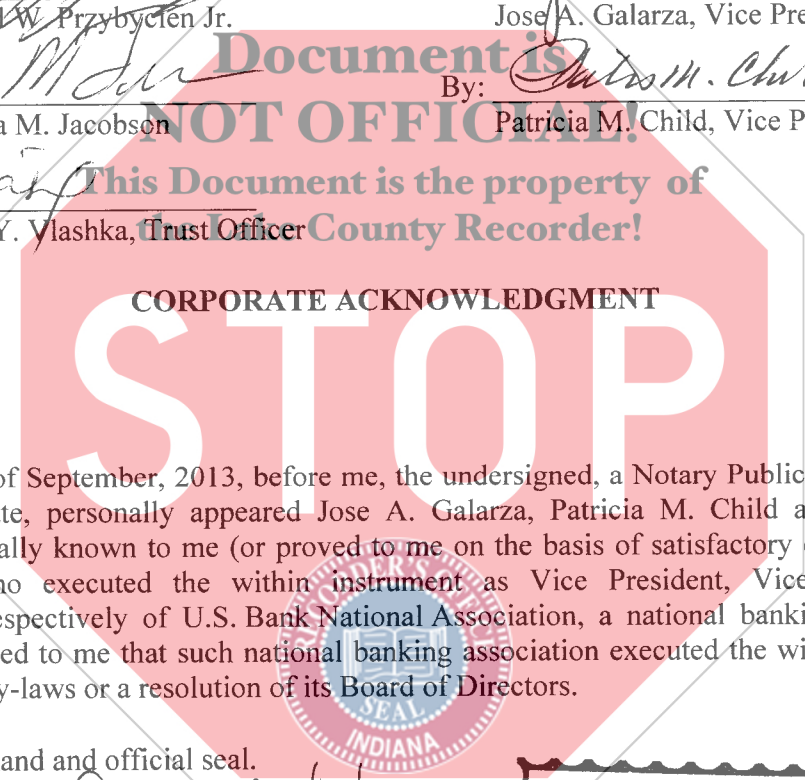 W. Przybycien Jr.
Jose A. Galarza, Vice Pre
Document is
By:
a M. Jacobson
NOT OFFICIAL!
Patricia M. Child, Vice P
This Document is the property of
Y. Vlashka, Trust Officer
the Lake County Recorder!
CORPORATE ACKNOWLEDGMENT
STOP
of September, 2013, before me, the undersigned, a Notary Public
te, personally appeared Jose A. Galarza, Patricia M. Child a
ally known to me (or proved to me on the basis of satisfactory
no executed the within instrument as Vice President, Vice
espectively of U.S. Bank National Association, a national banki
ed to me that such national banking association executed the wi
y-laws or a resolution of its Board of Directors.
RECORDER'S OFFICE
SEAL
INDIANA
and and official seal.